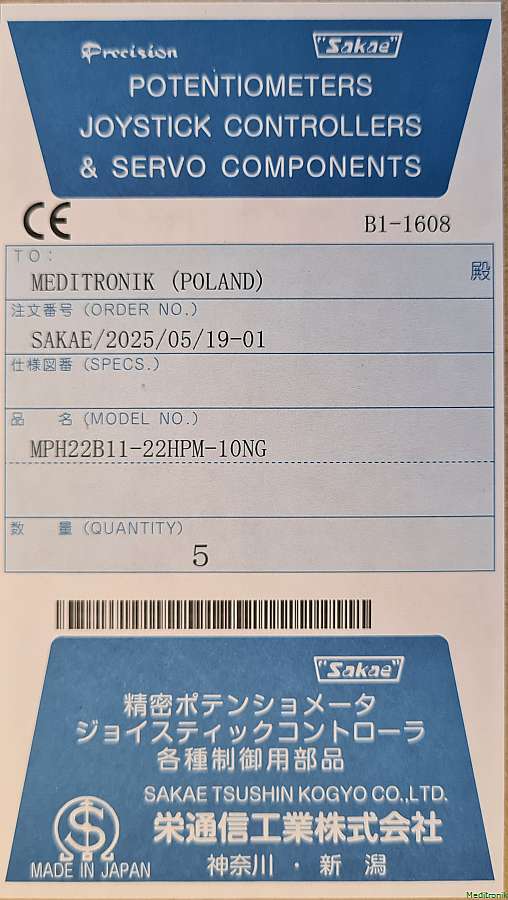 Precision "Sakae"
POTENTIOMETERS
JOYSTICK CONTROLLERS
& SERVO COMPONENTS
CE B1-1608
TO:
MEDITRONIK (POLAND) 殿
注文番号 (ORDER NO.)
SAKAE/2025/05/19-01
仕様図番 (SPECS.)
品 名 (MODEL NO.)
MPH22B11-22HPM-10NG
数 量 (QUANTITY)
5
"Sakae"
精密ポテンショメータ
ジョイスティックコントローラ
各種制御用部品
SAKAE TSUSHIN KOGYO CO.,LTD.
栄通信工業株式会社
MADE IN JAPAN 神奈川・新潟
Meditronik